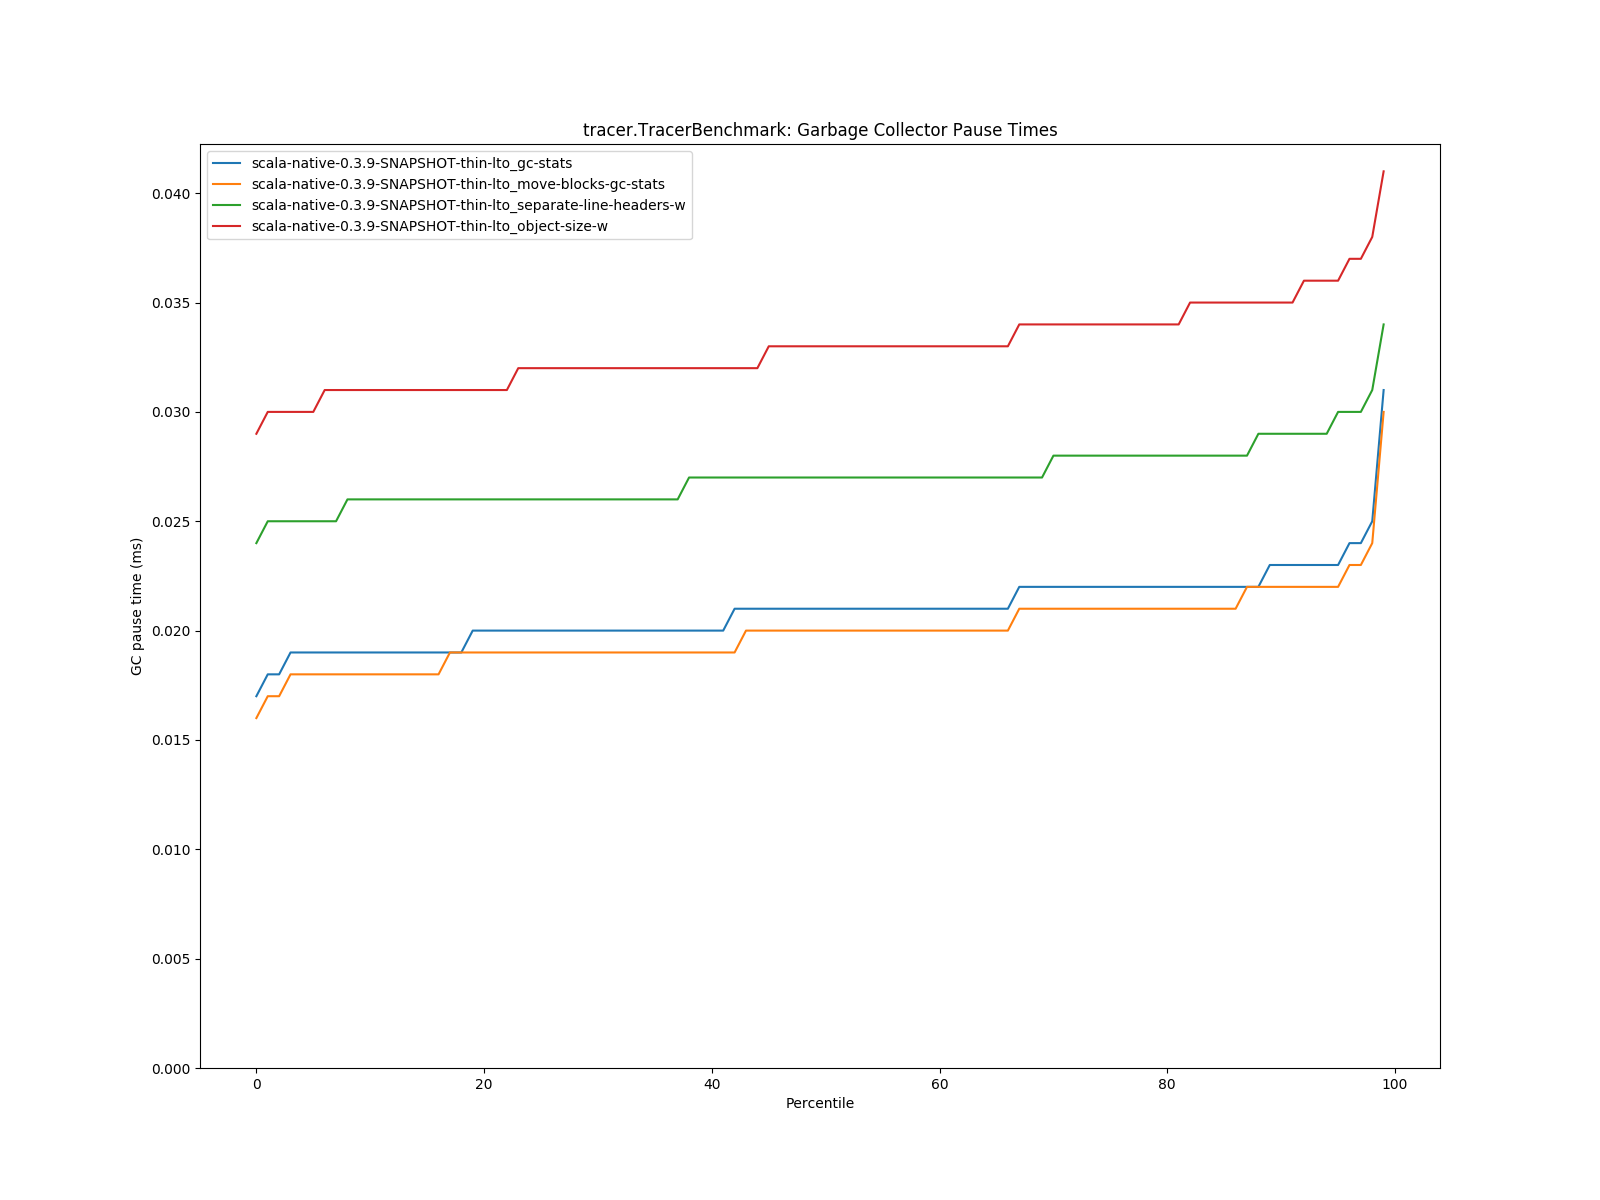 tracer.TracerBenchmark: Garbage Collector Pause Times
scala-native-0.3.9-SNAPSHOT-thin-lto_gc-stats
scala-native-0.3.9-SNAPSHOT-thin-lto_move-blocks-gc-stats
scala-native-0.3.9-SNAPSHOT-thin-lto_separate-line-headers-w
scala-native-0.3.9-SNAPSHOT-thin-lto_object-size-w
0.040
0.035
0.030
0.025
0.020
0.015
0.010
0.005
0.000
GC pause time (ms)
0 20 40 60 80 100
Percentile